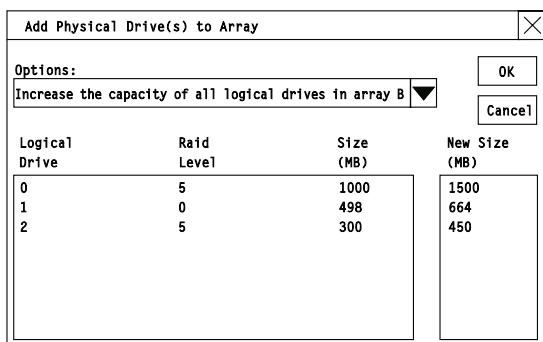 Add Physical Drive(s) to Array
Options:
OK
Increase the capacity of all logical drives in array B
Cancel
Logical Drive Raid Level Size (MB) New Size (MB)
0 5 1000 1500
1 0 498 664
2 5 300 450